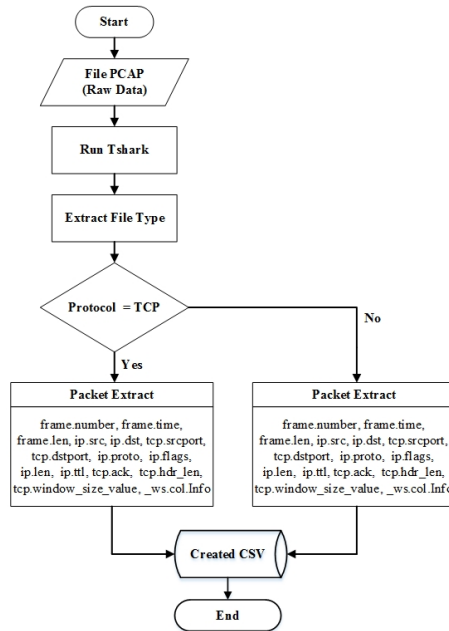 Start
File PCAP
(Raw Data)
Run Tshark
Extract File Type
Protocol = TCP
No
Yes
Packet Extract
frame.number, frame.time,
frame.len, ip.src, ip.dst, tcp.srcport,
tcp.dstport, ip.proto, ip.flags,
ip.len, ip.ttl, tcp.ack, tcp.hdr_len,
tcp.window_size_value, _ws.col.Info
Packet Extract
frame.number, frame.time,
frame.len, ip.src, ip.dst, tcp.srcport,
tcp.dstport, ip.proto, ip.flags,
ip.len, ip.ttl, tcp.ack, tcp.hdr_len,
tcp.window_size_value, _ws.col.Info
Created CSV
End